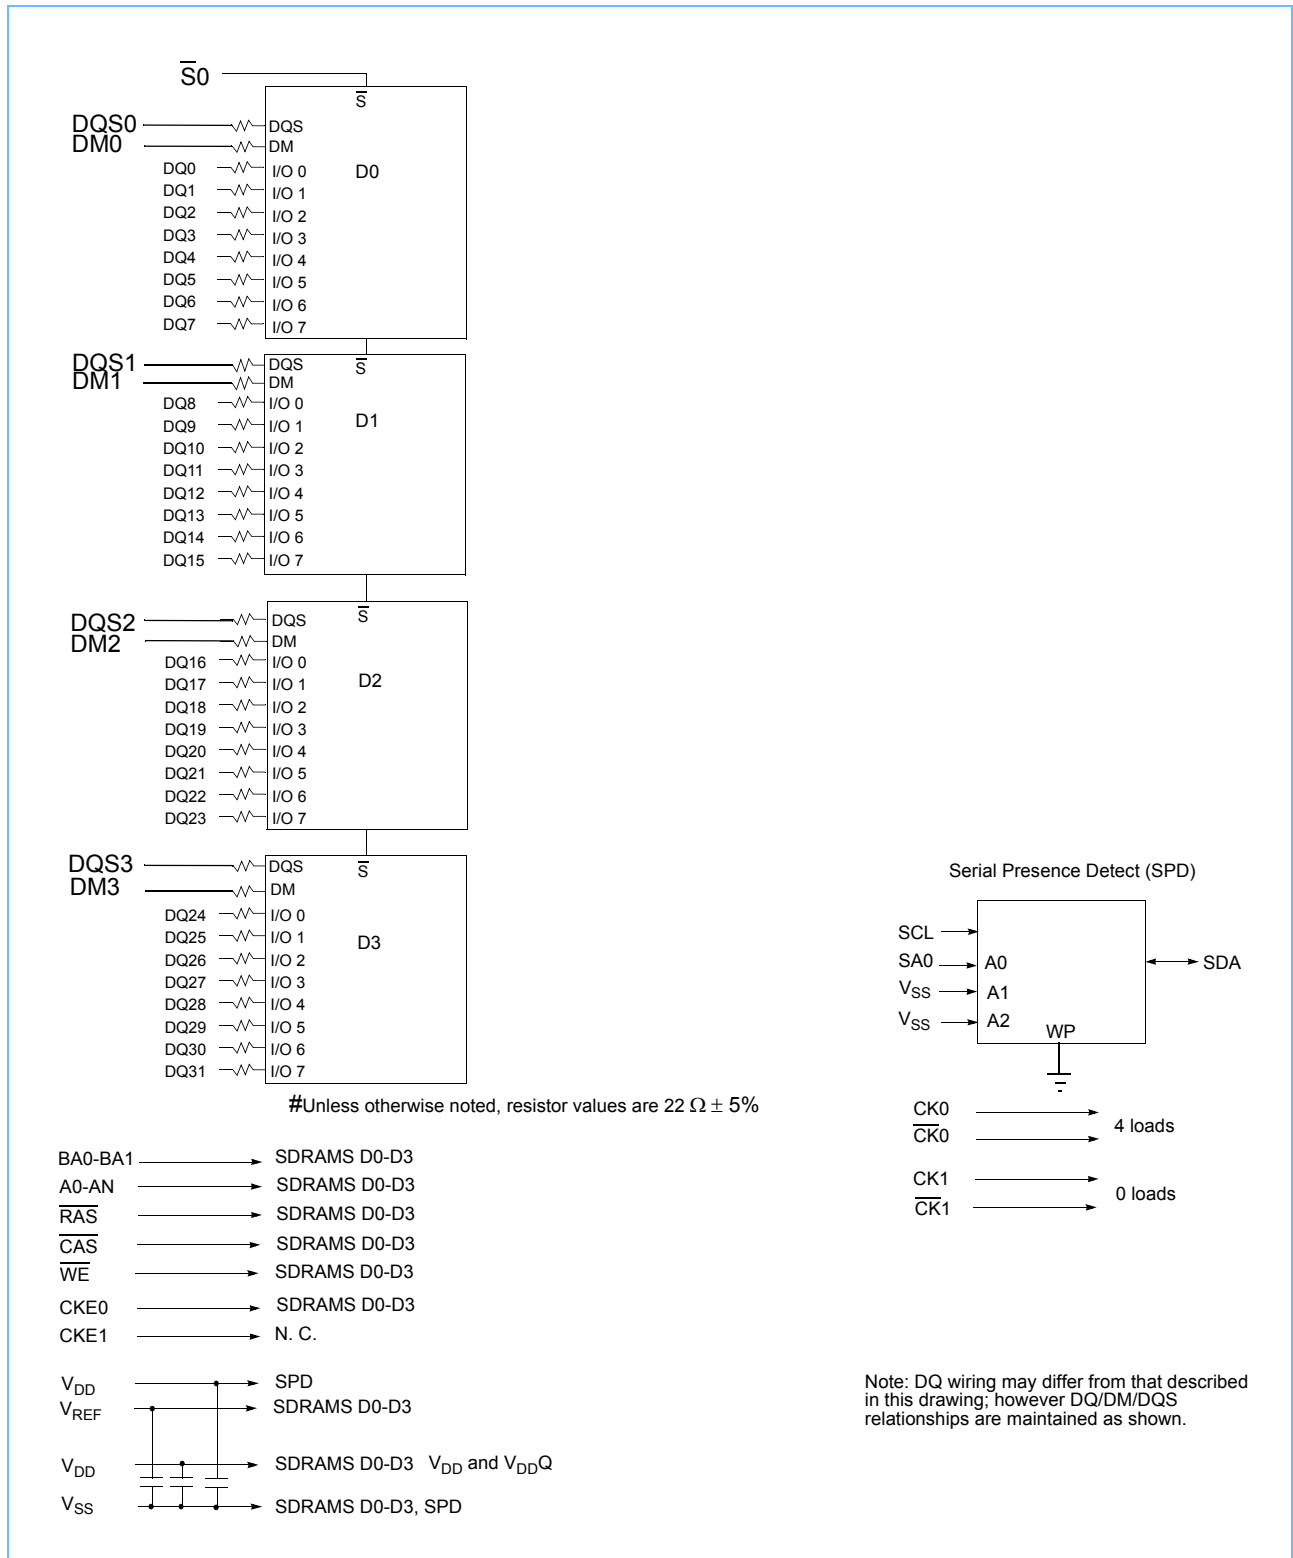 S̅0
S̅
DQS0 DQS
DM0 DM
DQ0 I/O 0 D0
DQ1 I/O 1
DQ2 I/O 2
DQ3 I/O 3
DQ4 I/O 4
DQ5 I/O 5
DQ6 I/O 6
DQ7 I/O 7
DQS1 DQS S̅
DM1 DM
DQ8 I/O 0
DQ9 I/O 1 D1
DQ10 I/O 2
DQ11 I/O 3
DQ12 I/O 4
DQ13 I/O 5
DQ14 I/O 6
DQ15 I/O 7
DQS2 DQS S̅
DM2 DM
DQ16 I/O 0
DQ17 I/O 1 D2
DQ18 I/O 2
DQ19 I/O 3
DQ20 I/O 4
DQ21 I/O 5
DQ22 I/O 6
DQ23 I/O 7
DQS3 DQS S̅
DM3 DM
DQ24 I/O 0
DQ25 I/O 1 D3
DQ26 I/O 2
DQ27 I/O 3
DQ28 I/O 4
DQ29 I/O 5
DQ30 I/O 6
DQ31 I/O 7
#Unless otherwise noted, resistor values are 22 Ω ± 5%
Serial Presence Detect (SPD)
SCL
SA0 A0 SDA
VSS A1
VSS A2
WP
CK0
4 loads
C̅K̅0
CK1
0 loads
C̅K̅1
BA0-BA1 SDRAMS D0-D3
A0-AN SDRAMS D0-D3
R̅A̅S̅ SDRAMS D0-D3
C̅A̅S̅ SDRAMS D0-D3
W̅E̅ SDRAMS D0-D3
CKE0 SDRAMS D0-D3
CKE1 N. C.
VDD SPD
VREF SDRAMS D0-D3
VDD SDRAMS D0-D3 VDD and VDDQ
VSS SDRAMS D0-D3, SPD
Note: DQ wiring may differ from that described
in this drawing; however DQ/DM/DQS
relationships are maintained as shown.